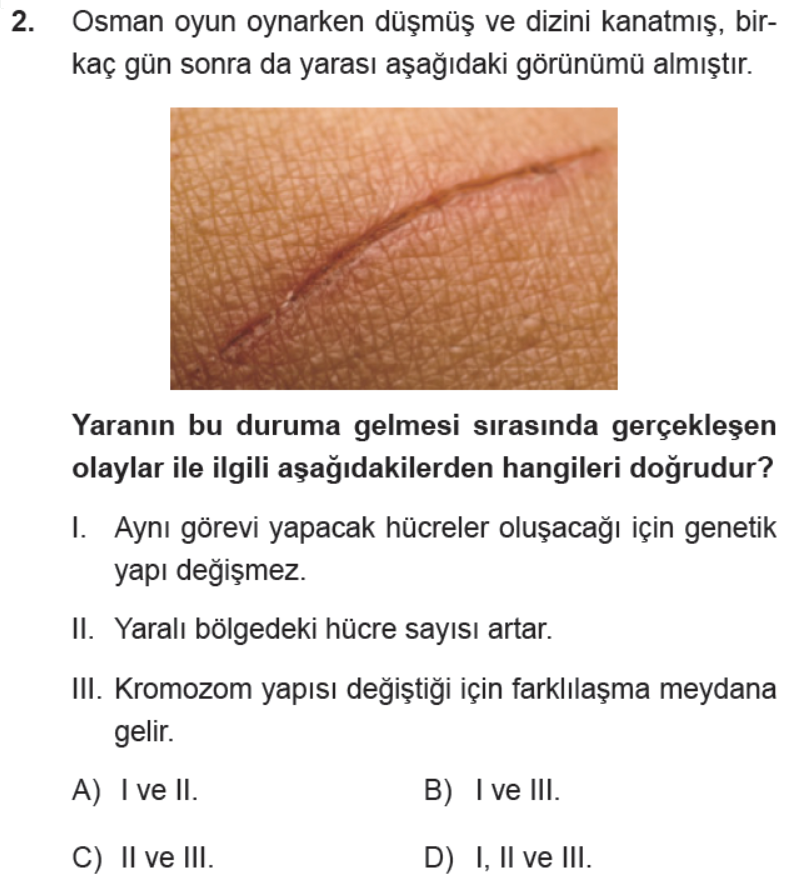 2. Osman oyun oynarken düşmüş ve dizini kanatmış, bir-
kaç gün sonra da yarası aşağıdaki görünümü almıştır.
Yaranın bu duruma gelmesi sırasında gerçekleşen
olaylar ile ilgili aşağıdakilerden hangileri doğrudur?
I. Aynı görevi yapacak hücreler oluşacağı için genetik
yapı değişmez.
II. Yaralı bölgedeki hücre sayısı artar.
III. Kromozom yapısı değiştiği için farklılaşma meydana
gelir.
A) I ve II. B) I ve III.
C) II ve III. D) I, II ve III.